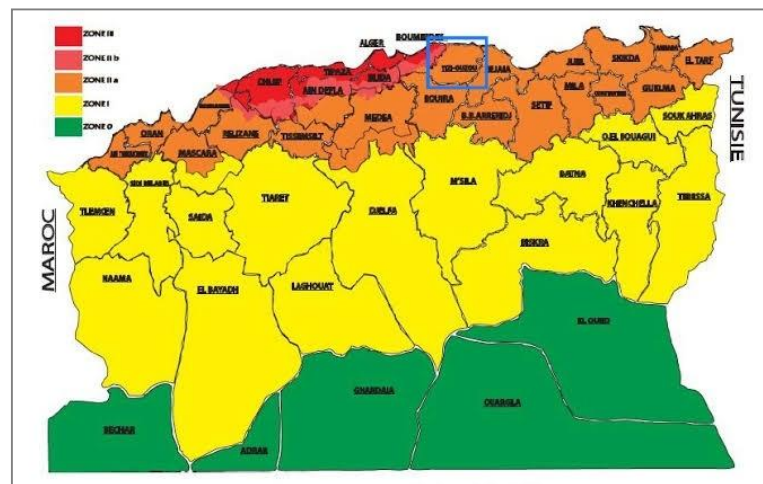 ZONE III
ZONE II b
ZONE II a
ZONE I
ZONE O
ALGER
BOUMERDES
TIPAZA
CHLEF
BLIDA
AIN DEFLA
TIZI-OUZOU
BEJAIA
JIJEL
SKIKDA
ANNABA
EL TARF
MILA
GUELMA
BOUIRA
SETIF
B.B ARRERIDJ
MEDEA
ORAN
RELIZANE
TISSEMSILT
MASCARA
SOUK AHRAS
O.EL BOUAGUI
TUNISIE
MAROC
TLEMCEN
SAIDA
TIARET
DJELFA
M'SILA
BATNA
KHENCHELLA
TEBESSA
BISKRA
NAAMA
EL BAYADH
LAGHOUAT
EL OUED
GHARDAIA
OUARGLA
BECHAR
ADRAR